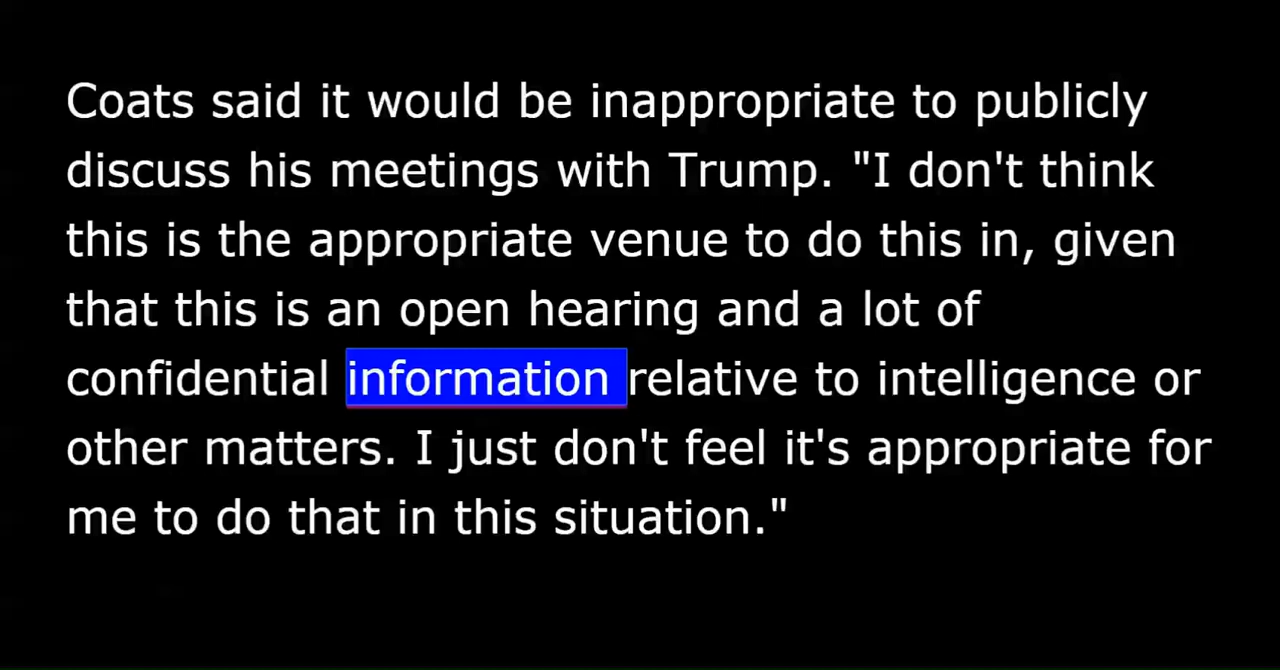 Coats said it would be inappropriate to publicly
discuss his meetings with Trump. "I don't think
this is the appropriate venue to do this in, given
that this is an open hearing and a lot of
confidential information relative to intelligence or
other matters. I just don't feel it's appropriate for
me to do that in this situation."